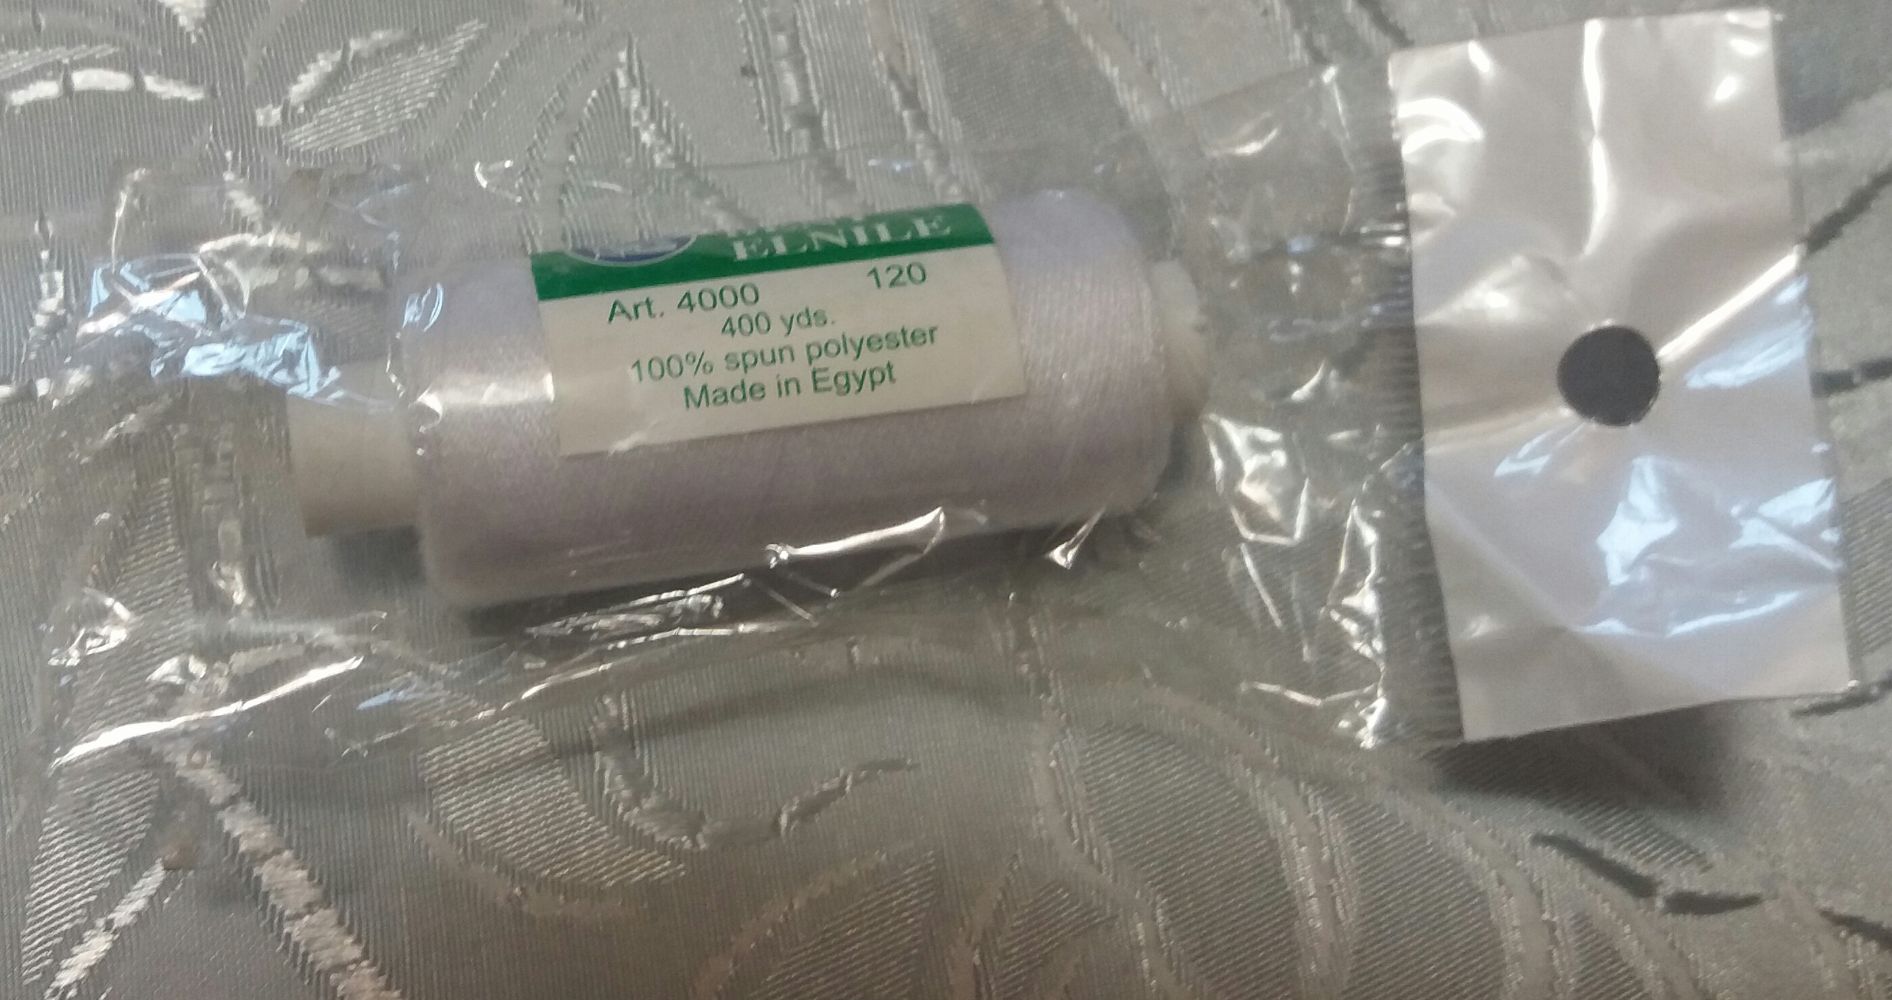 ELNILE
Art. 4000 120
400 yds.
100% spun polyester
Made in Egypt